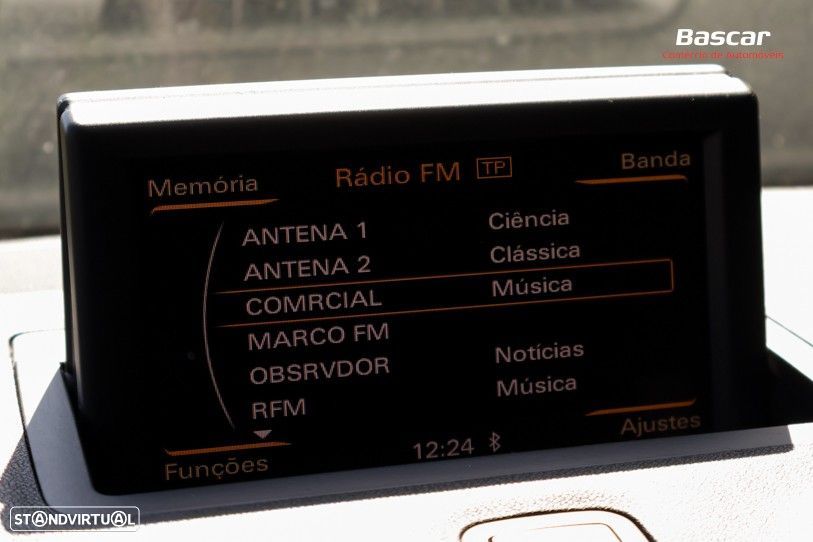 Bascar
Comércio de Automóveis
Memória
Rádio FM TP
Banda
ANTENA 1 Ciência
ANTENA 2 Clássica
COMRCIAL Música
MARCO FM
OBSRVDOR Notícias
RFM Música
Funções
12:24
Ajustes
STANDVIRTUAL